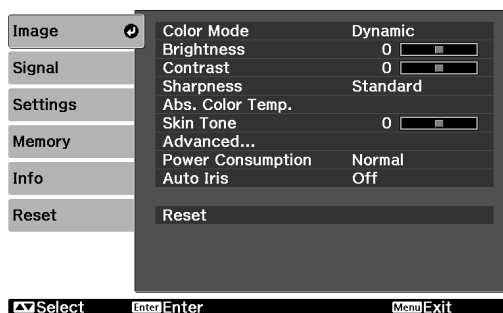 Image
Signal
Settings
Memory
Info
Reset
Color Mode Dynamic
Brightness 0
Contrast 0
Sharpness Standard
Abs. Color Temp.
Skin Tone 0
Advanced...
Power Consumption Normal
Auto Iris Off
Reset
Select Enter Enter Menu Exit